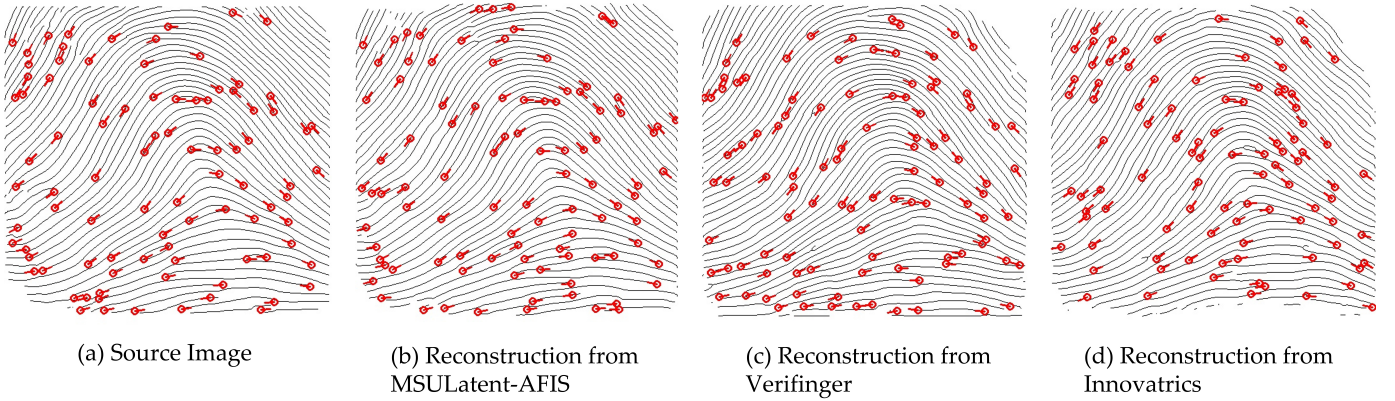 (a) Source Image
(b) Reconstruction from
MSULatent-AFIS
(c) Reconstruction from
Verifinger
(d) Reconstruction from
Innovatrics